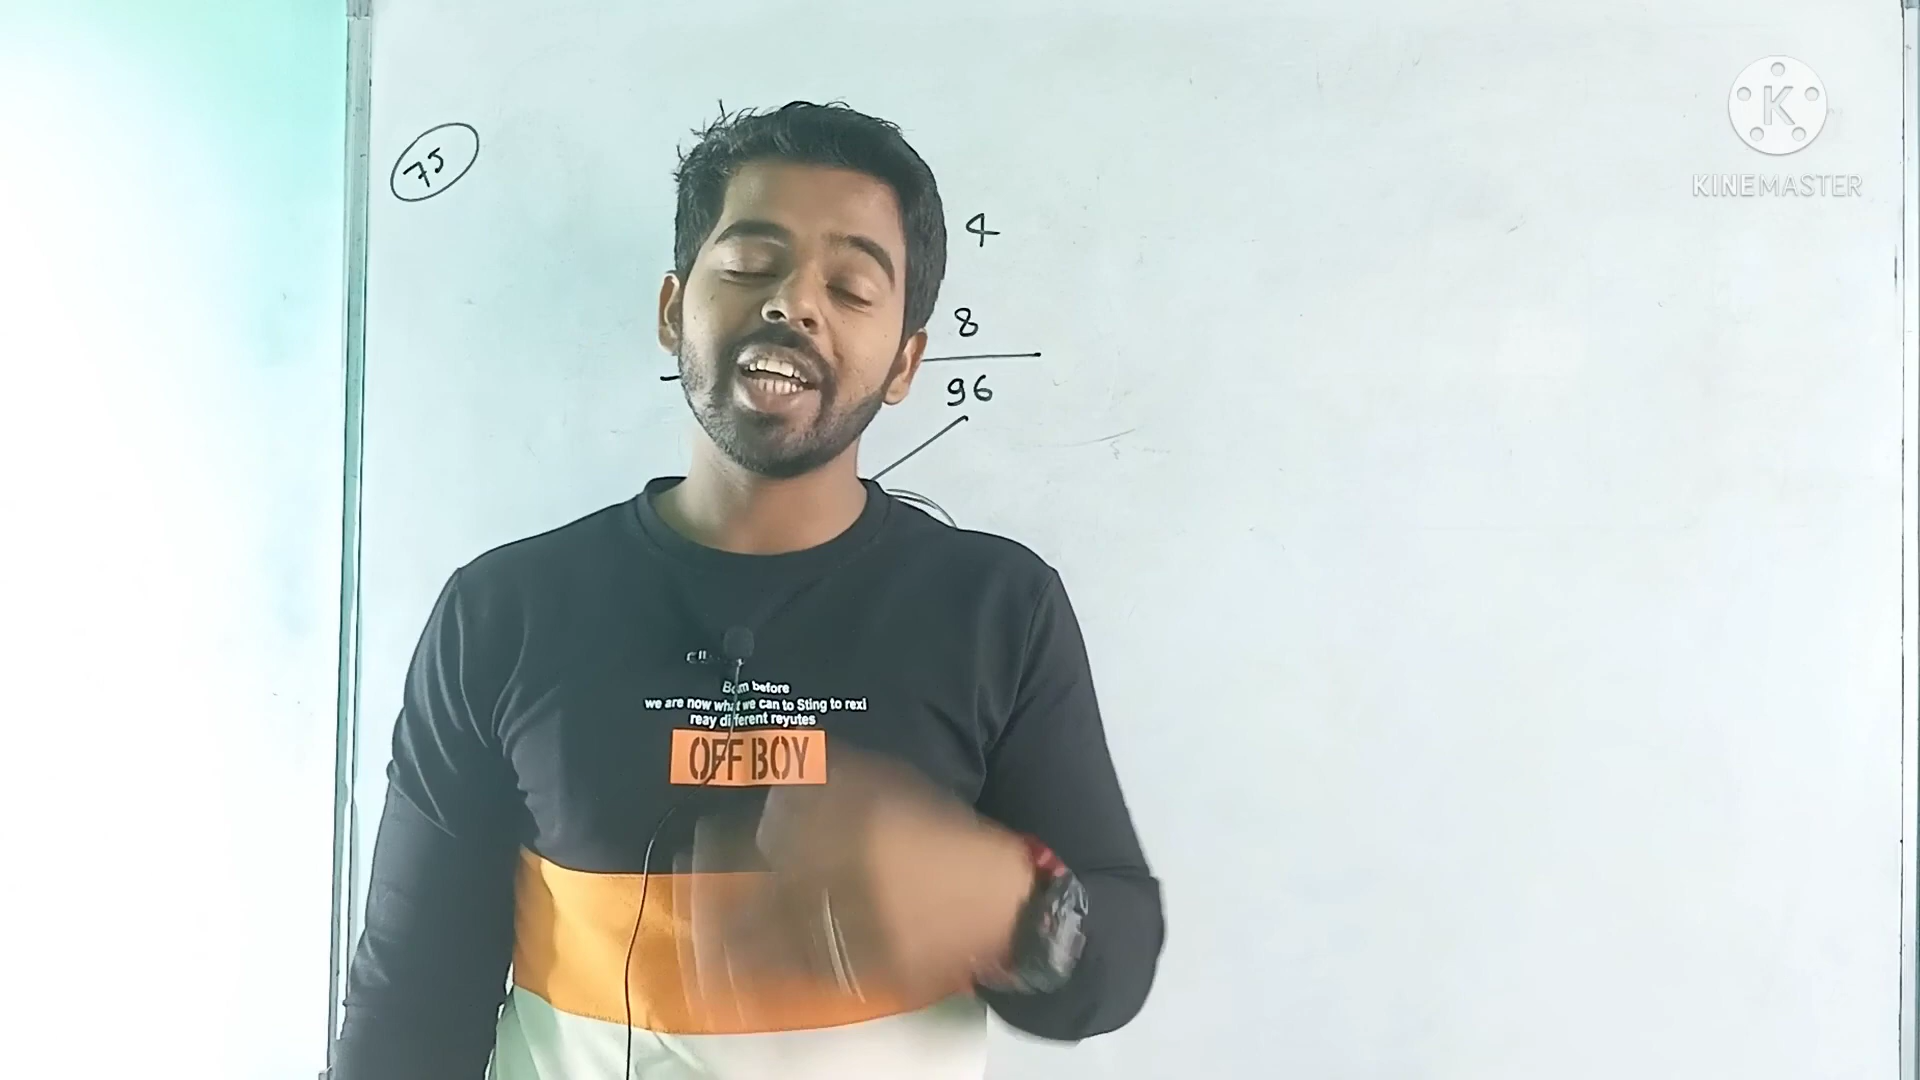 75
4
8
96
K
KINEMASTER
Born before
we are now what we can to Sting to rexl
reay different reyutes
OFF BOY